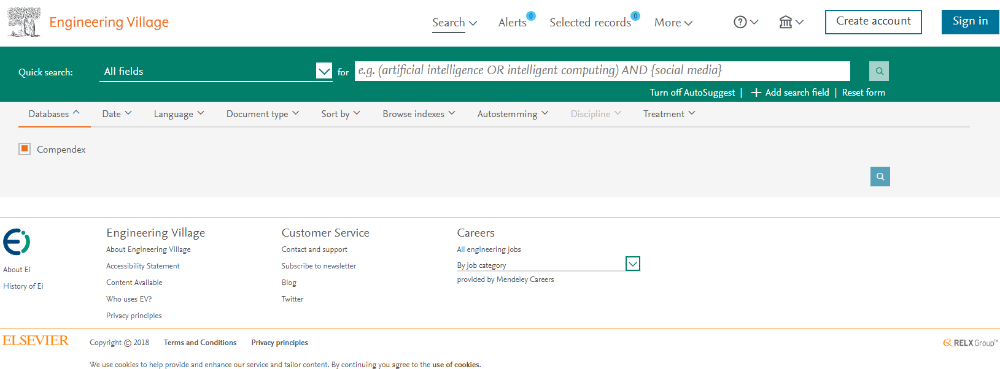 Engineering Village
Search
Alerts 0
Selected records 0
More
?
Create account
Sign in
Quick search:
All fields
for
e.g. (artificial intelligence OR intelligent computing) AND {social media}
Turn off AutoSuggest | + Add search field | Reset form
Databases
Date
Language
Document type
Sort by
Browse indexes
Autostemming
Discipline
Treatment
Compendex
About Ei
History of Ei
Engineering Village
About Engineering Village
Accessibility Statement
Content Available
Who uses EV?
Privacy principles
Customer Service
Contact and support
Subscribe to newsletter
Blog
Twitter
Careers
All engineering jobs
By job category
provided by Mendeley Careers
ELSEVIER
Copyright © 2018
Terms and Conditions
Privacy principles
RELX Group™
We use cookies to help provide and enhance our service and tailor content. By continuing you agree to the use of cookies.